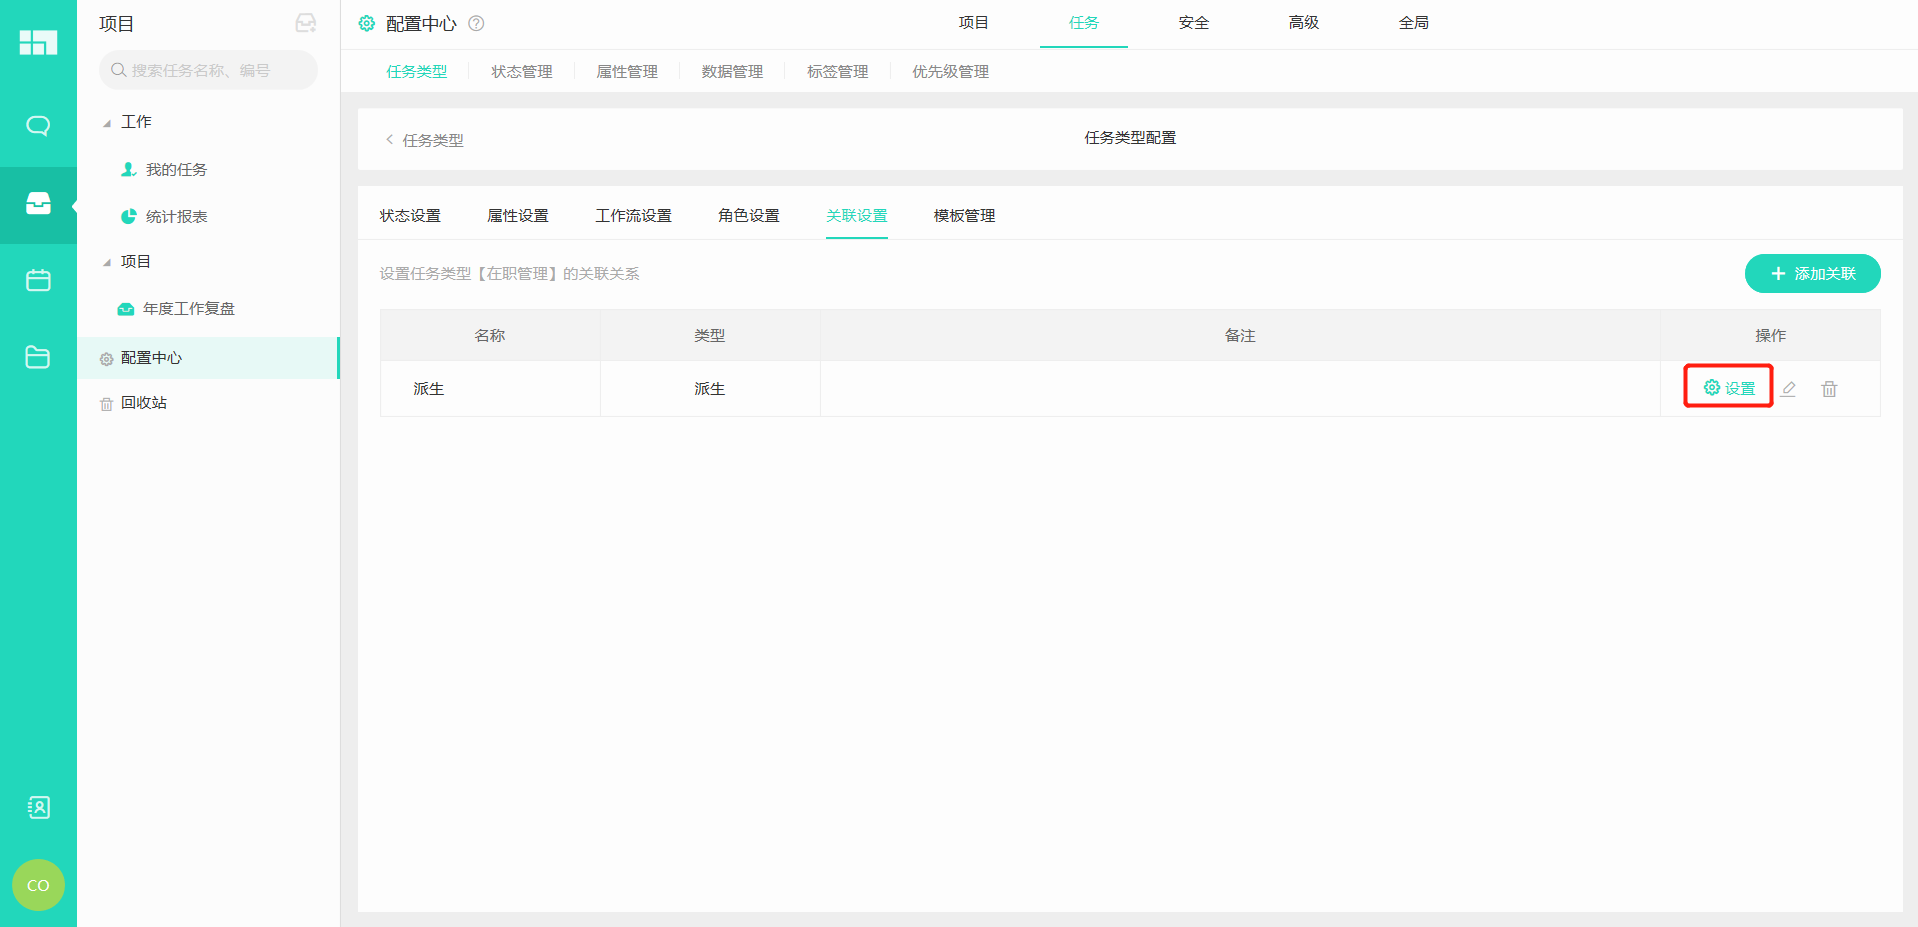 项目
搜索任务名称、编号
工作
我的任务
统计报表
项目
年度工作复盘
配置中心
回收站
CO
配置中心 ?
项目 任务 安全 高级 全局
任务类型 状态管理 属性管理 数据管理 标签管理 优先级管理
任务类型 任务类型配置
状态设置 属性设置 工作流设置 角色设置 关联设置 模板管理
设置任务类型【在职管理】的关联关系 添加关联
名称 类型 备注 操作
派生 派生 设置